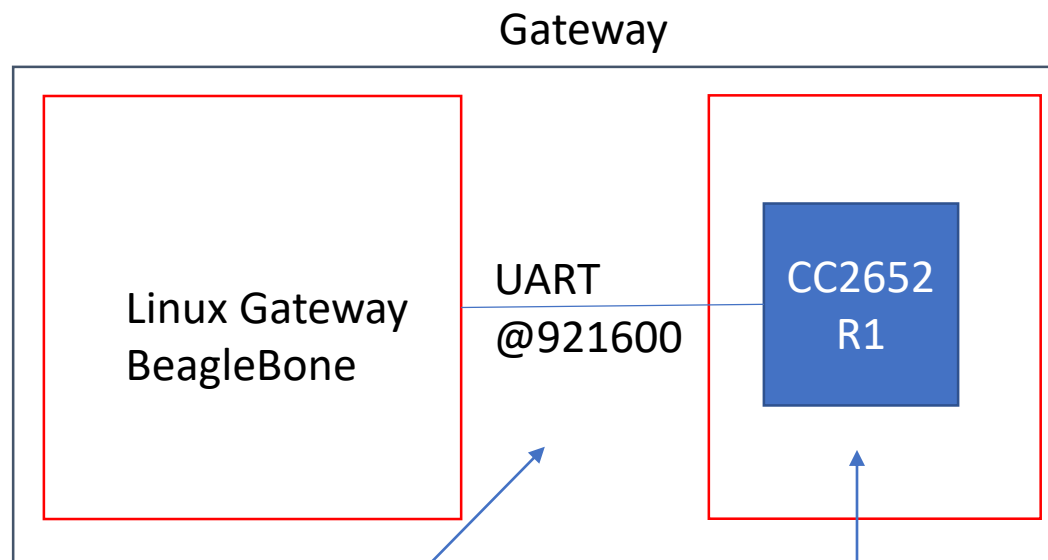 Gateway
Linux Gateway
BeagleBone
UART
@921600
CC2652
R1